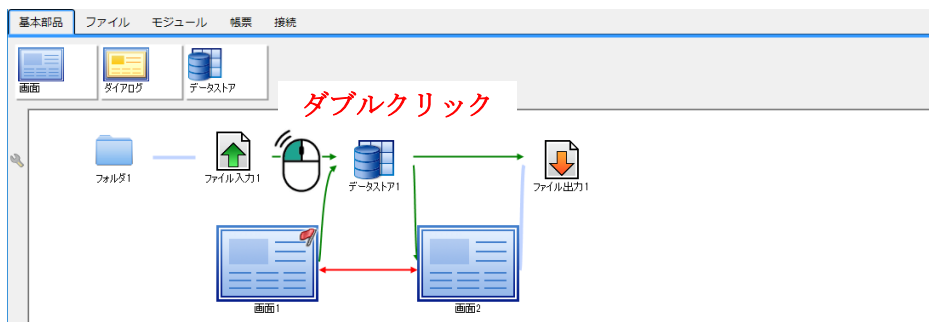 基本部品 ファイル モジュール 帳票 接続
画面 ダイアログ データストア
ダブルクリック
フォルダ1 ファイル入力1 データストア1 ファイル出力1
画面1 画面2